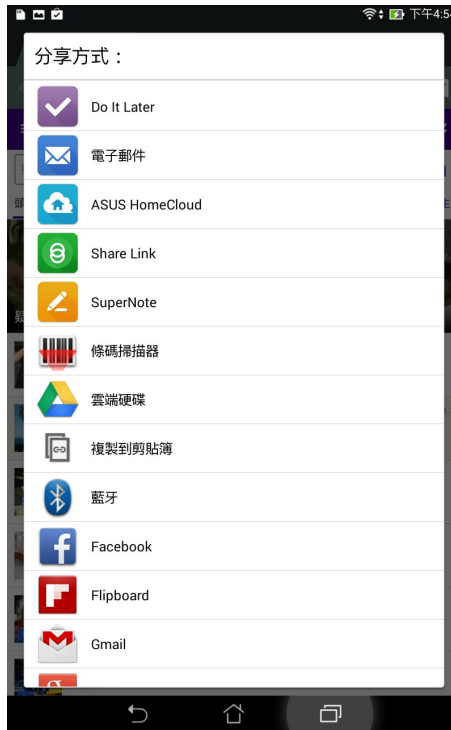 下午4:54
分享方式：
Do It Later
電子郵件
ASUS HomeCloud
Share Link
SuperNote
條碼掃描器
雲端硬碟
複製到剪貼簿
藍牙
Facebook
Flipboard
Gmail